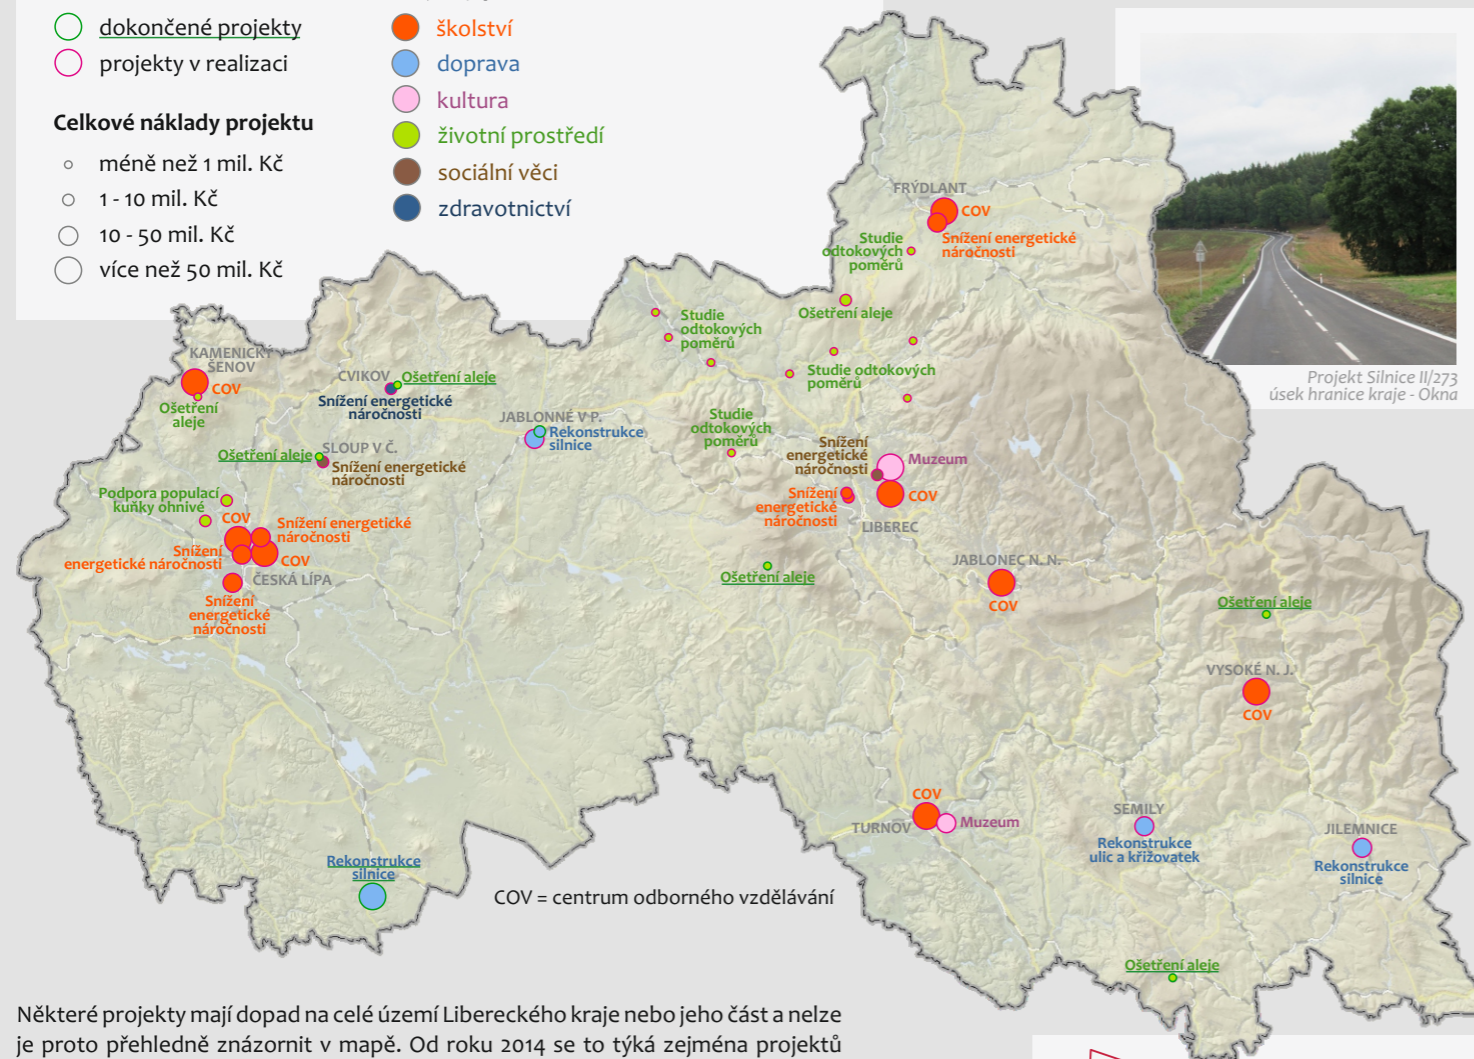 dokončené projekty
projekty v realizaci
Celkové náklady projektu
méně než 1 mil. Kč
1 - 10 mil. Kč
10 - 50 mil. Kč
více než 50 mil. Kč
školství
doprava
kultura
životní prostředí
sociální věci
zdravotnictví
Projekt Silnice II/273
úsek hranice kraje - Okna
FRÝDLANT
COV
Snížení energetické
náročnosti
Studie
odtokových
poměrů
Ošetření aleje
Studie
odtokových
poměrů
Studie odtokových
poměrů
KAMENICKÝ
ŠENOV
COV
Ošetření
aleje
CVIKOV
Ošetření aleje
Snížení energetické
náročnosti
JABLONNÉ V P.
Rekonstrukce
silnice
Studie
odtokových
poměrů
Ošetření aleje
SLOUP V Č.
Snížení energetické
náročnosti
Snížení
energetické
náročnosti
Muzeum
COV
Snížení
energetické
náročnosti
LIBEREC
Podpora populací
kuňky ohnivé
COV
Snížení energetické
náročnosti
Snížení
energetické náročnosti
COV
ČESKÁ LÍPA
Snížení
energetické
náročnosti
Ošetření aleje
JABLONEC N. N.
COV
Ošetření aleje
VYSOKÉ N. J.
COV
COV
TURNOV
Muzeum
SEMILY
Rekonstrukce
ulic a křižovatek
JILEMNICE
Rekonstrukce
silnice
Rekonstrukce
silnice
COV = centrum odborného vzdělávání
Ošetření aleje
Některé projekty mají dopad na celé území Libereckého kraje nebo jeho část a nelze
je proto přehledně znázornit v mapě. Od roku 2014 se to týká zejména projektů